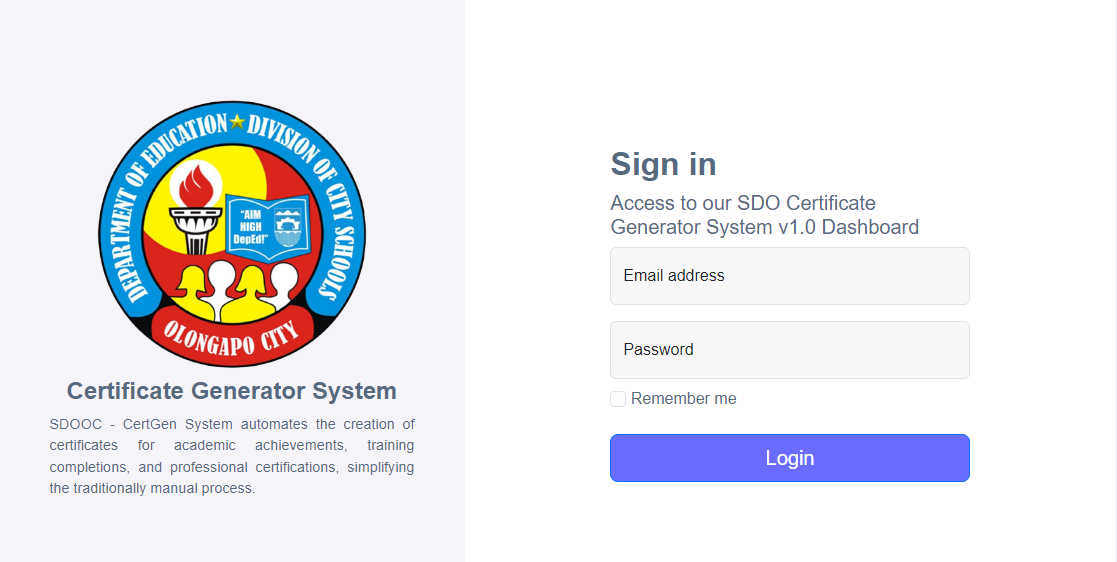 DEPARTMENT OF EDUCATION ★ DIVISION OF CITY SCHOOLS
"AIM
HIGH
DepEd!"
OLONGAPO CITY
Certificate Generator System
SDOOC - CertGen System automates the creation of
certificates for academic achievements, training
completions, and professional certifications, simplifying
the traditionally manual process.
Sign in
Access to our SDO Certificate
Generator System v1.0 Dashboard
Email address
Password
Remember me
Login